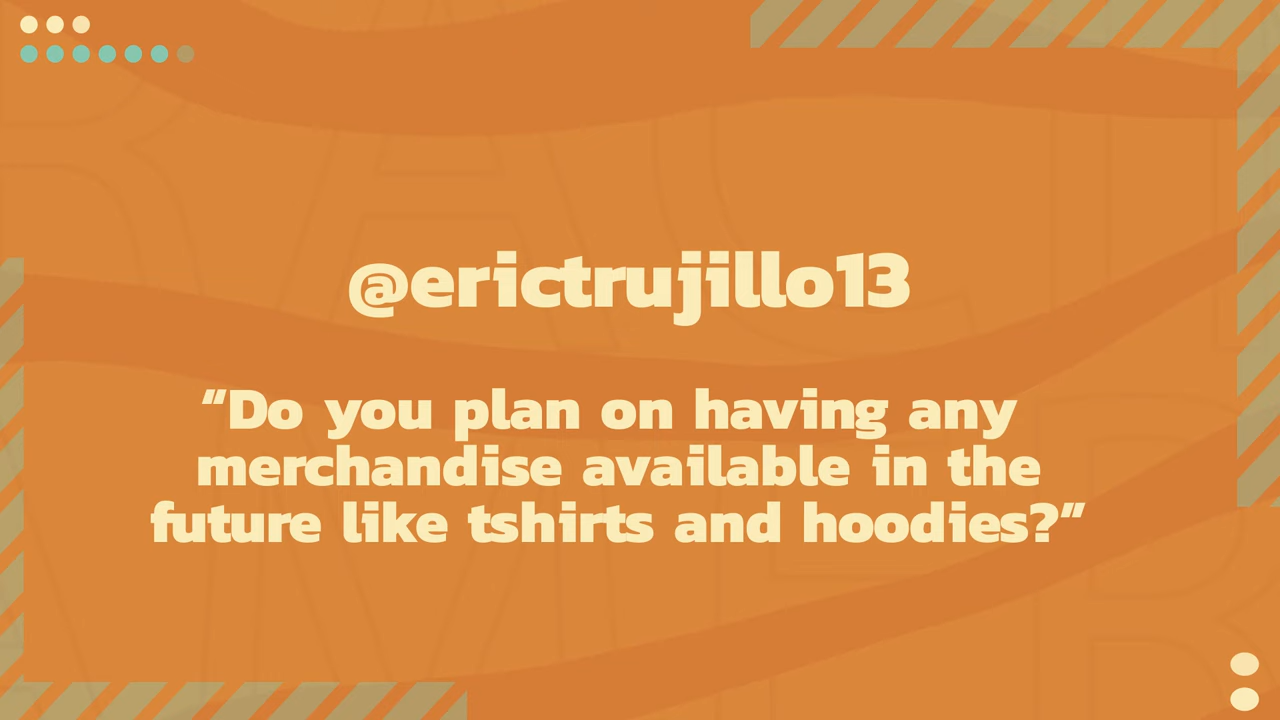 @erictrujillo13
“Do you plan on having any
merchandise available in the
future like tshirts and hoodies?”